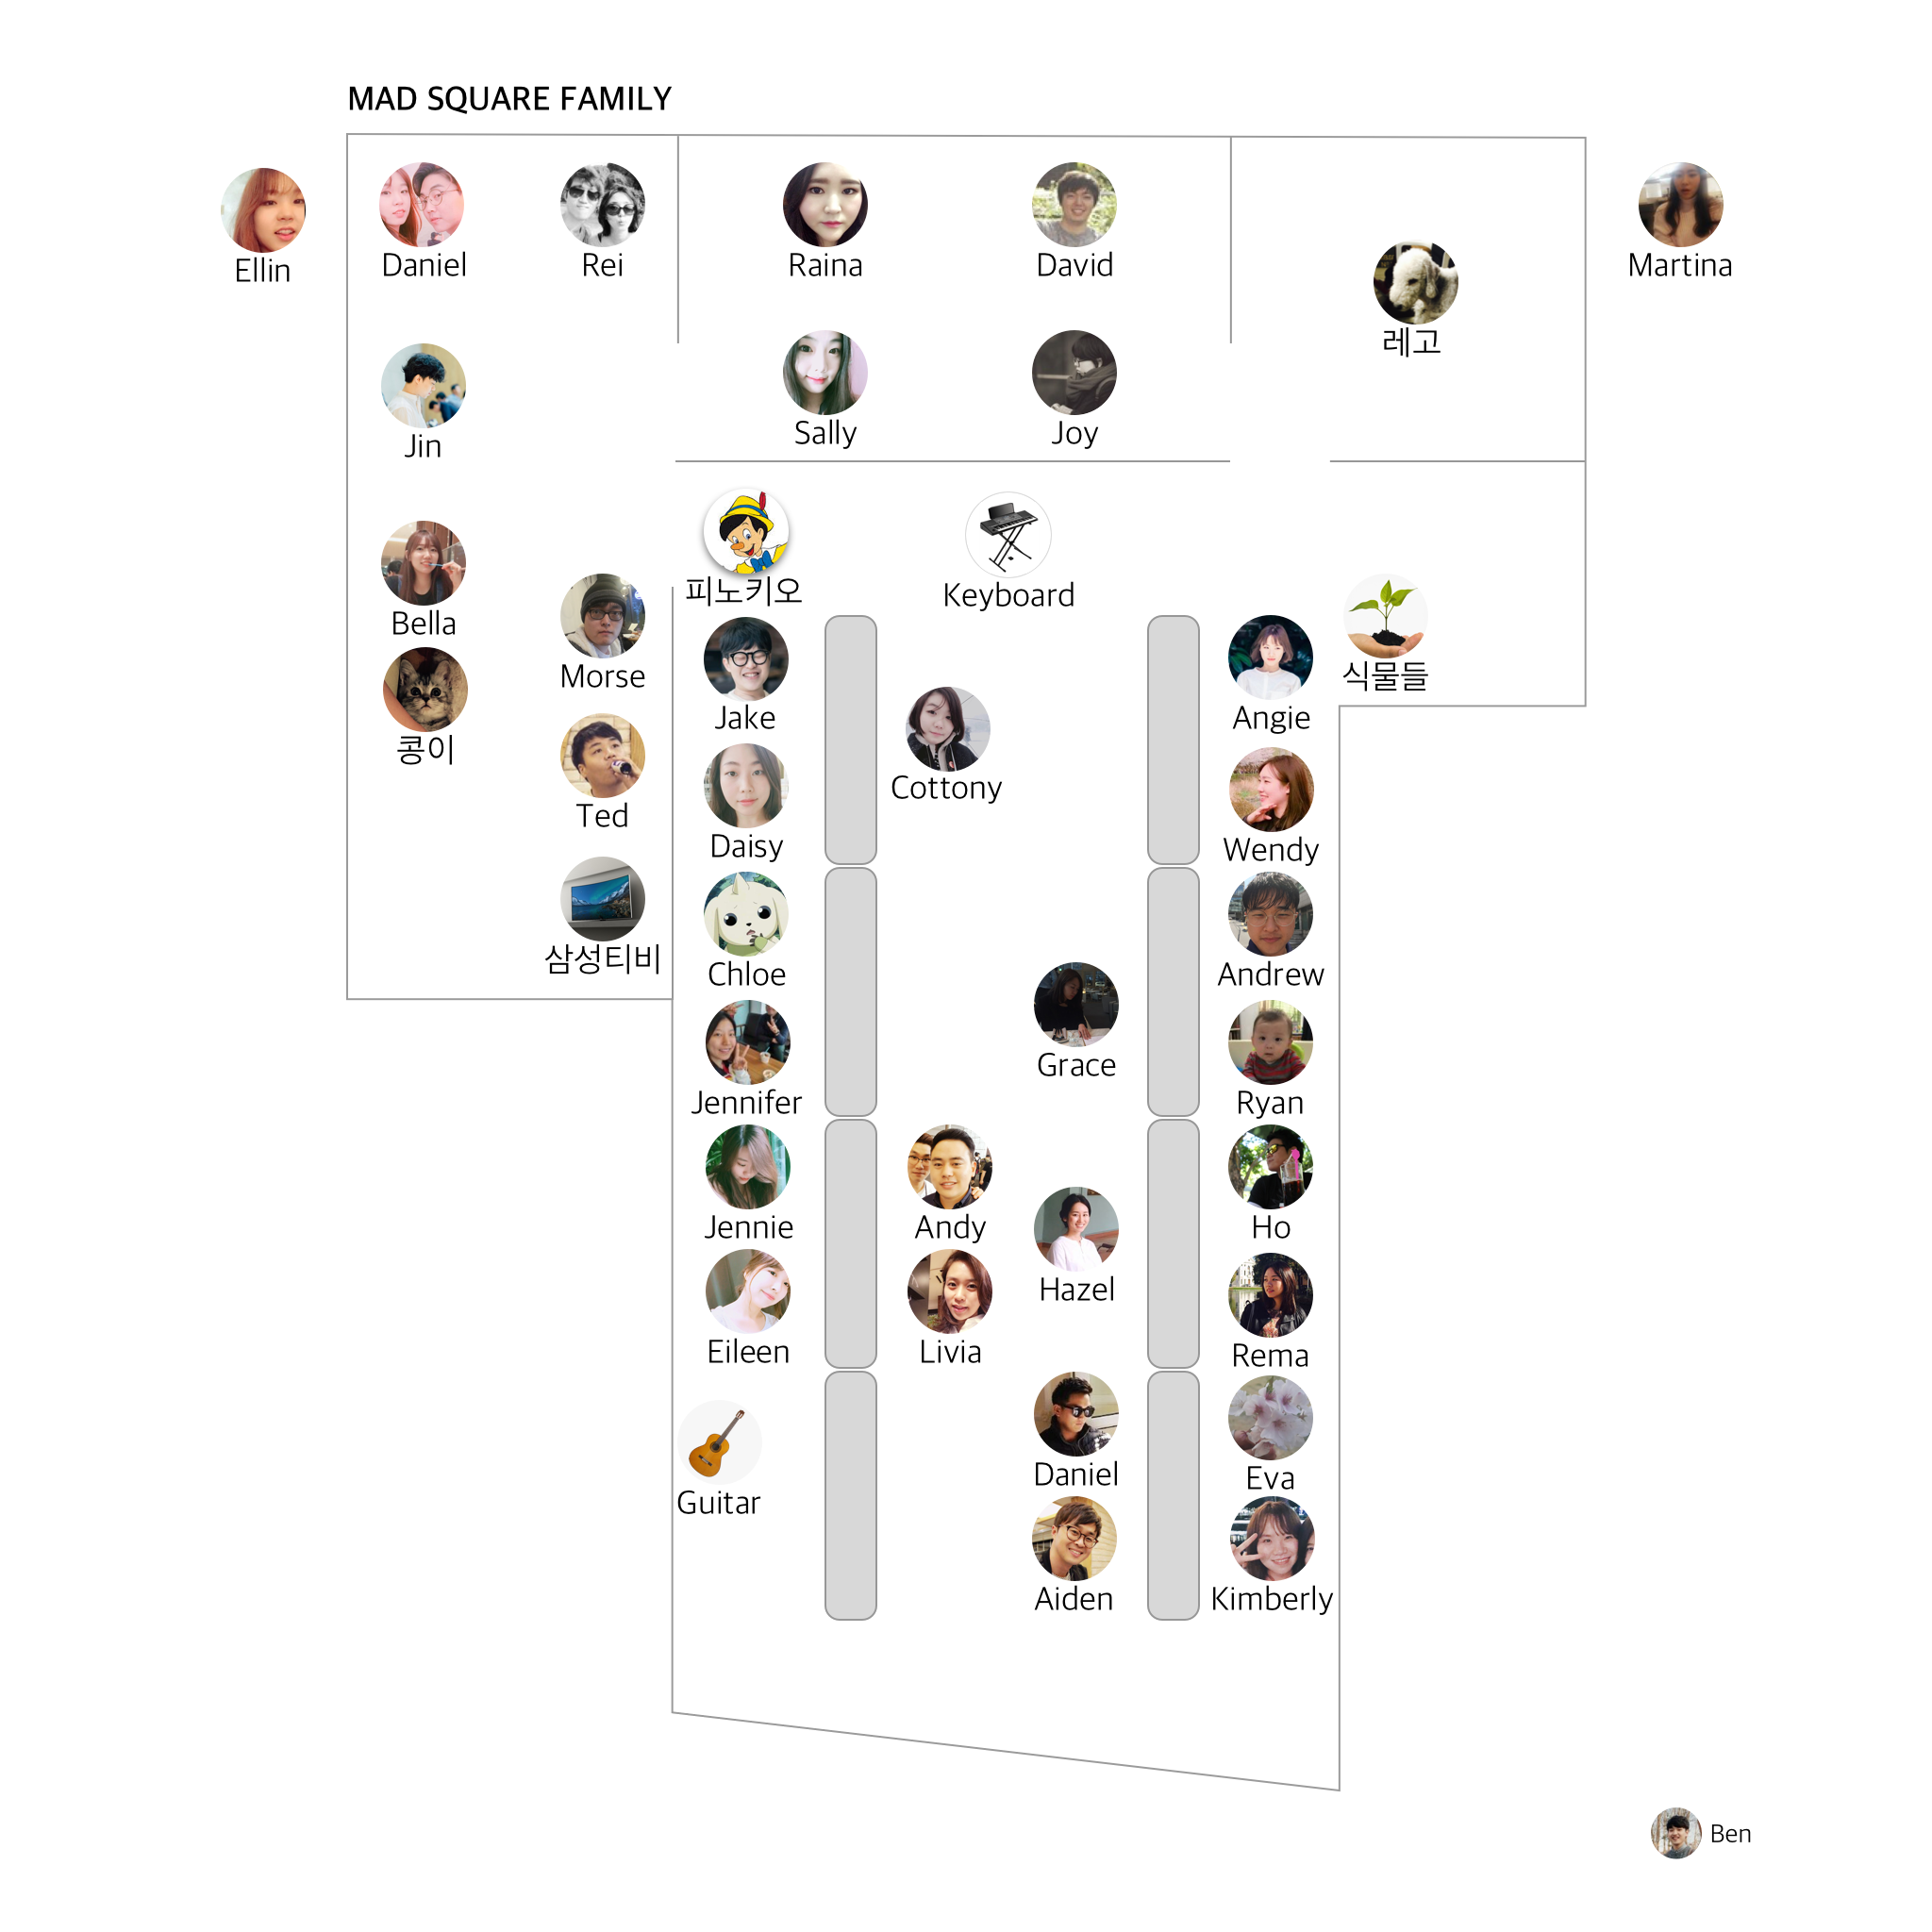 MAD SQUARE FAMILY
Ellin
Daniel
Rei
Raina
David
Martina
레고
Jin
Sally
Joy
Bella
피노키오
Keyboard
Morse
콩이
Jake
Angie
식물들
Ted
Cottony
Daisy
Wendy
삼성티비
Chloe
Andrew
Grace
Jennifer
Ryan
Jennie
Andy
Ho
Hazel
Eileen
Livia
Rema
Guitar
Daniel
Eva
Aiden
Kimberly
Ben